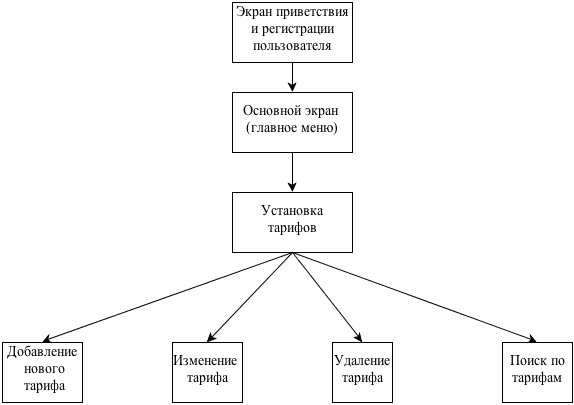 Экран приветствия
и регистрации
пользователя
Основной экран
(главное меню)
Установка
тарифов
Добавление
нового
тарифа
Изменение
тарифа
Удаление
тарифа
Поиск по
тарифам